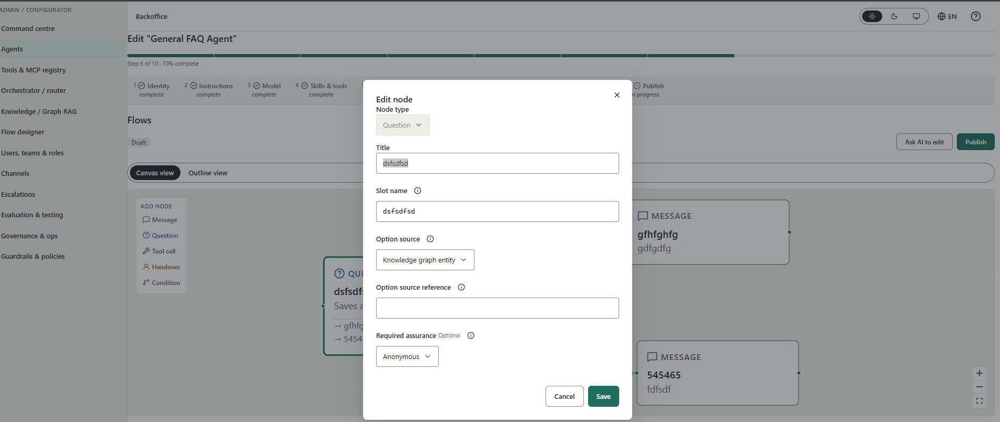 ADMIN / CONFIGURATOR
Command centre
Agents
Tools & MCP registry
Orchestrator / router
Knowledge / Graph RAG
Flow designer
Users, teams & roles
Channels
Escalations
Evaluation & testing
Governance & ops
Guardrails & policies
Backoffice
EN
Edit "General FAQ Agent"
Step 6 of 10 · 70% complete
1 Identity complete
2 Instructions complete
3 Model complete
4 Skills & tools complete
Publish
n progress
Flows
Draft
Ask AI to edit
Publish
Canvas view
Outline view
ADD NODE
Message
Question
Tool call
Handover
Condition
QU
dsfsdfs
Saves a
→ gfhfg
→ 5454
MESSAGE
gfhfghfg
gdfgdfg
MESSAGE
545465
fdfsdf
Edit node
Node type
Question
Title
dsfsdfsd
Slot name
dsfsdfsd
Option source
Knowledge graph entity
Option source reference
Required assurance Optional
Anonymous
Cancel
Save